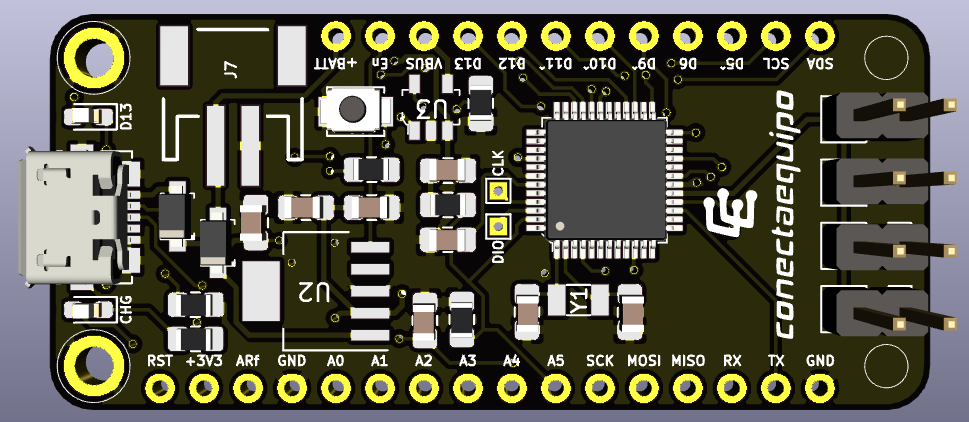 +BATT
En
VBUS
D13
D12
D11~
D10~
D9~
D6
D5~
SCL
SDA
J7
D13
U3
CLK
DIO
conectaequipo
CHG
U2
Y1
RST
+3V3
ARf
GND
A0
A1
A2
A3
A4
A5
SCK
MOSI
MISO
RX
TX
GND